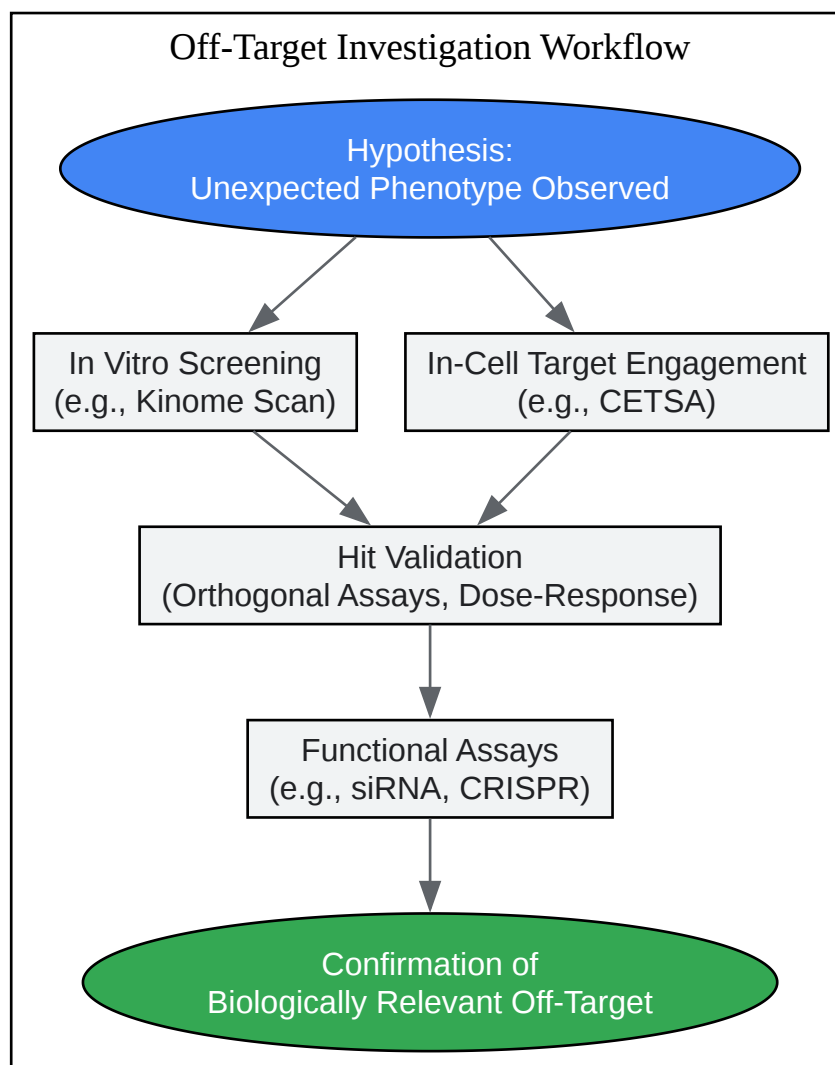 Off-Target Investigation Workflow
Hypothesis:
Unexpected Phenotype Observed
In Vitro Screening
(e.g., Kinome Scan)
In-Cell Target Engagement
(e.g., CETSA)
Hit Validation
(Orthogonal Assays, Dose-Response)
Functional Assays
(e.g., siRNA, CRISPR)
Confirmation of
Biologically Relevant Off-Target